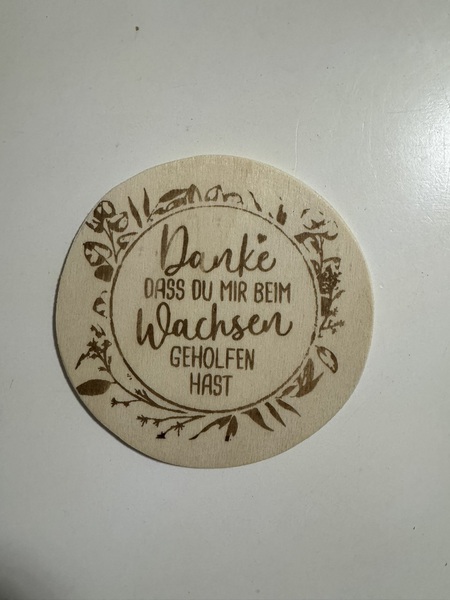 Danke
DASS DU MIR BEIM
Wachsen
GEHOLFEN
HAST